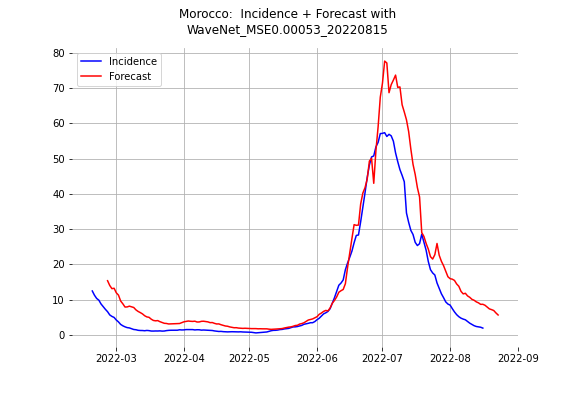 Morocco:  Incidence + Forecast with
WaveNet_MSE0.00053_20220815
Incidence
Forecast
80
70
60
50
40
30
20
10
0
2022-03 2022-04 2022-05 2022-06 2022-07 2022-08 2022-09